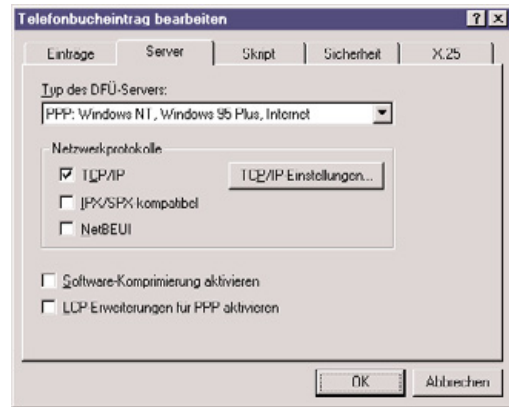 Telefonbucheintrag bearbeiten
Einträge Server Skript Sicherheit X.25
Typ des DFÜ-Servers:
PPP: Windows NT, Windows 95 Plus, Internet
Netzwerkprotokolle
TCP/IP TCP/IP Einstellungen...
IPX/SPX kompatibel
NetBEUI
Software-Komprimierung aktivieren
LCP Erweiterungen für PPP aktivieren
OK Abbrechen